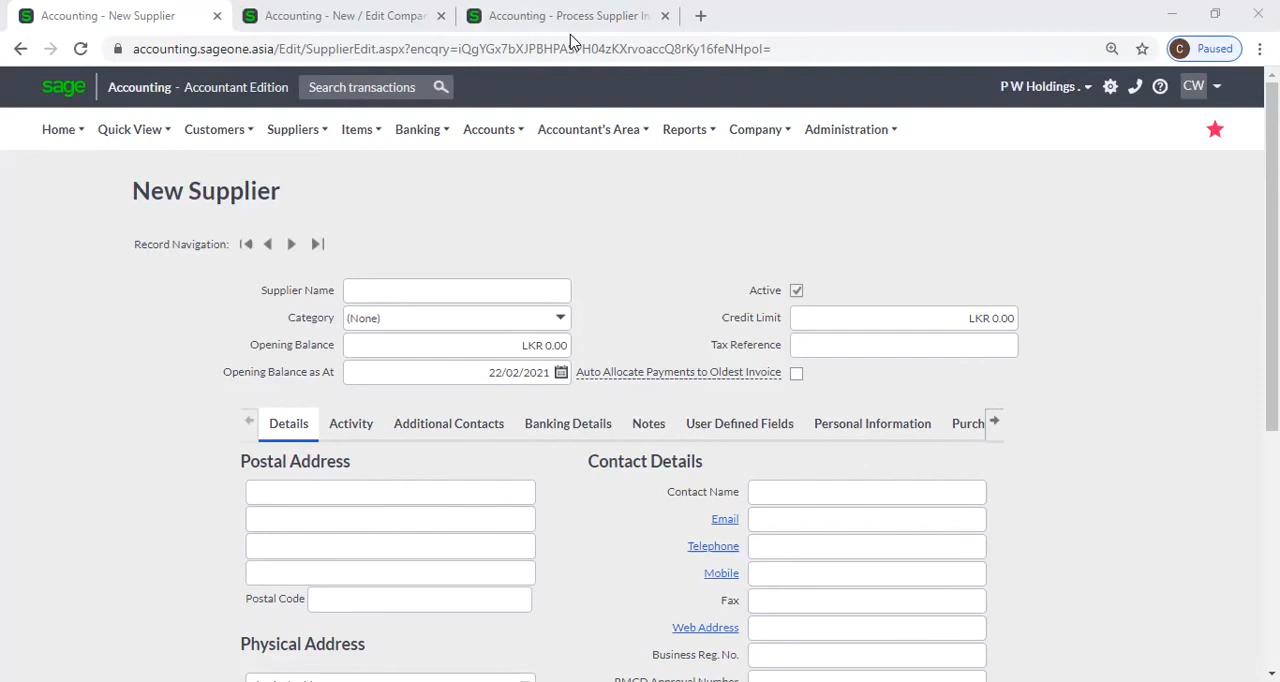 Accounting - New Supplier
Accounting - New / Edit Compa
Accounting - Process Supplier In
accounting.sageone.asia/Edit/SupplierEdit.aspx?encqry=
C Paused
sage Accounting - Accountant Edition Search transactions P W Holdings . CW
Home Quick View Customers Suppliers Items Banking Accounts Accountant's Area Reports Company Administration
New Supplier
Record Navigation:
Supplier Name Active
Category (None) Credit Limit LKR 0.00
Opening Balance LKR 0.00 Tax Reference
Opening Balance as At 22/02/2021 Auto Allocate Payments to Oldest Invoice
Details Activity Additional Contacts Banking Details Notes User Defined Fields Personal Information Purch
Postal Address Contact Details
Contact Name
Email
Telephone
Mobile
Postal Code Fax
Web Address
Physical Address
Business Reg. No.
RMCD Approval Number